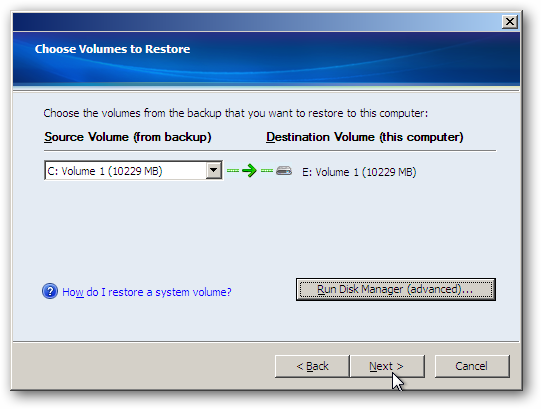 Choose Volumes to Restore
Choose the volumes from the backup that you want to restore to this computer:
Source Volume (from backup) Destination Volume (this computer)
C: Volume 1 (10229 MB) E: Volume 1 (10229 MB)
? How do I restore a system volume? Run Disk Manager (advanced)...
< Back Next > Cancel